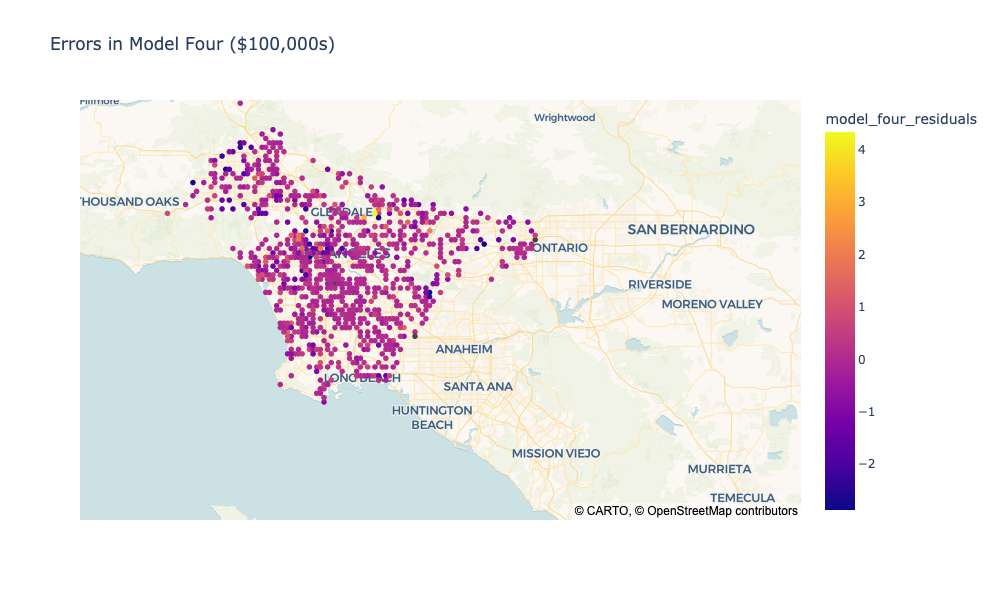 Errors in Model Four ($100,000s)
model_four_residuals
Fillmore
Wrightwood
THOUSAND OAKS
GLENDALE
SAN BERNARDINO
ONTARIO
ANGELES
RIVERSIDE
MORENO VALLEY
ANAHEIM
LONG BEACH
SANTA ANA
HUNTINGTON
BEACH
MISSION VIEJO
MURRIETA
TEMECULA
© CARTO, © OpenStreetMap contributors
4
3
2
1
0
−1
−2